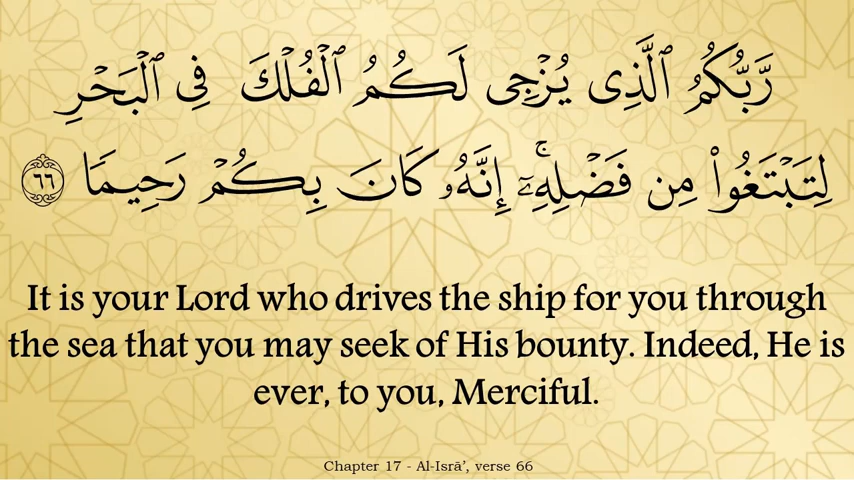 رَّبُّكُمُ ٱلَّذِى يُزْجِى لَكُمُ ٱلْفُلْكَ فِى ٱلْبَحْرِ
لِتَبْتَغُوا۟ مِن فَضْلِهِۦٓ ۚ إِنَّهُۥ كَانَ بِكُمْ رَحِيمًا ٦٦
It is your Lord who drives the ship for you through
the sea that you may seek of His bounty. Indeed, He is
ever, to you, Merciful.
Chapter 17 - Al-Isrā’, verse 66